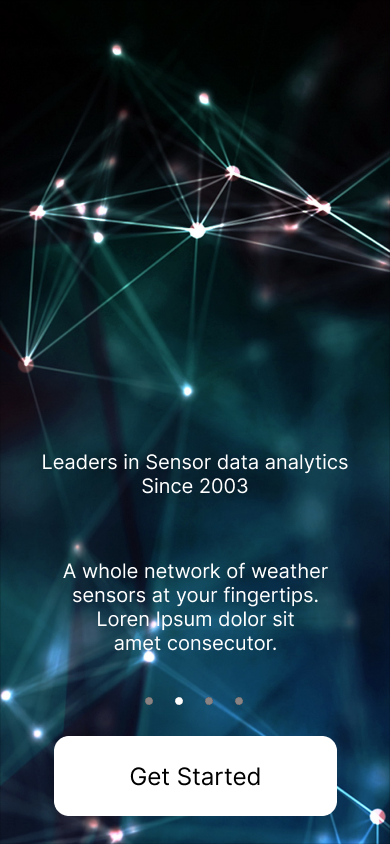 Leaders in Sensor data analytics
Since 2003
A whole network of weather
sensors at your fingertips.
Loren Ipsum dolor sit
amet consecutor.
Get Started